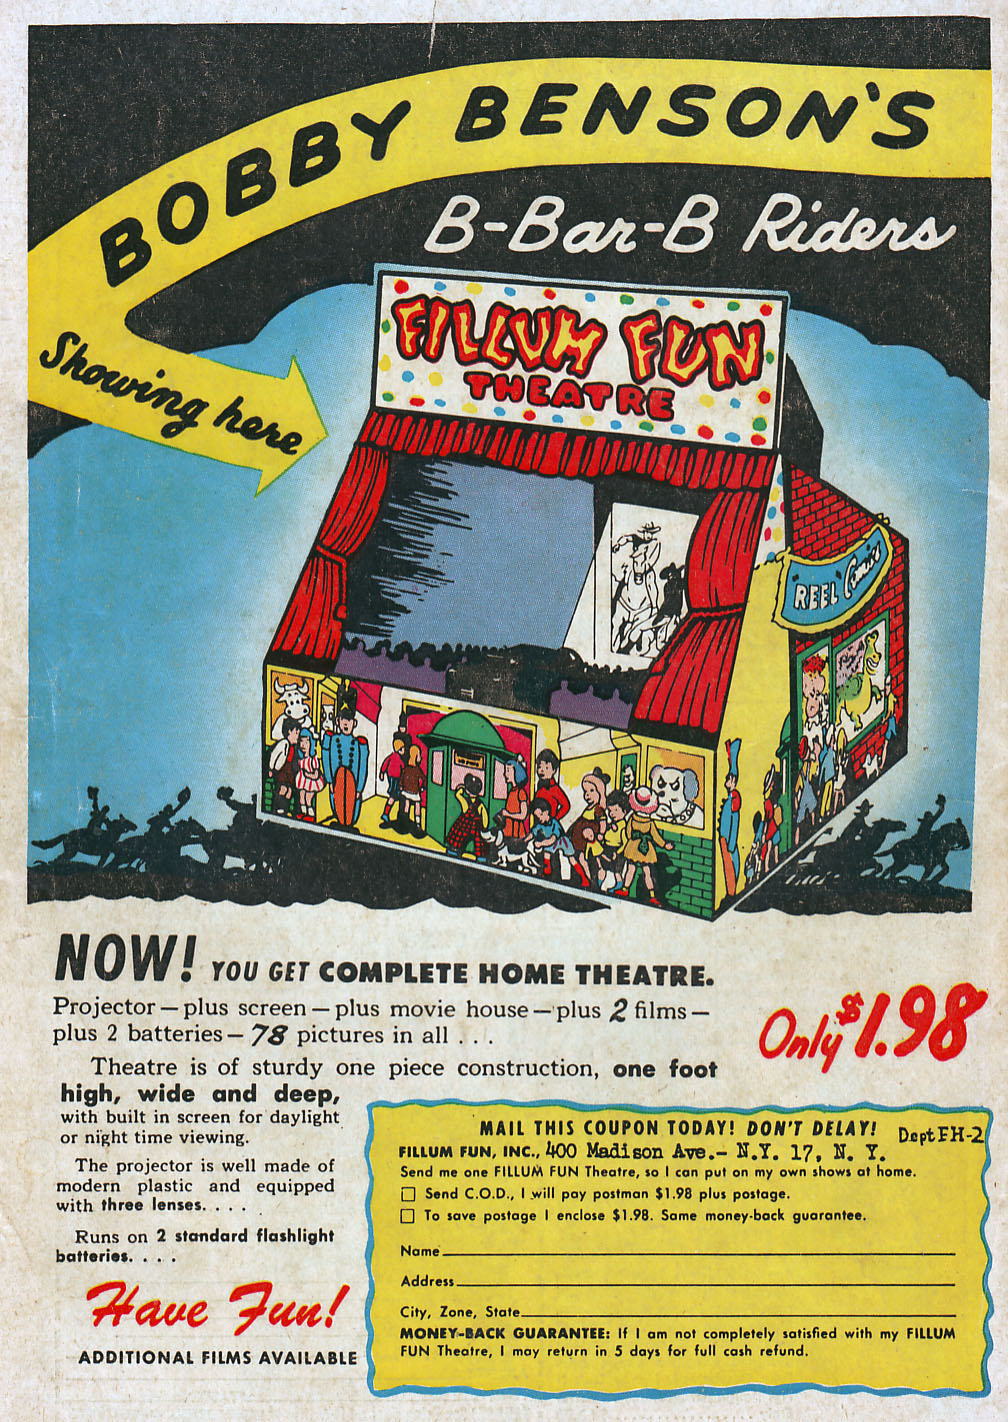 BOBBY BENSON'S
B-Bar-B Riders
Showing here
FILLUM FUN
THEATRE
"REEL" Comics
NOW! YOU GET COMPLETE HOME THEATRE.
Projector—plus screen—plus movie house—plus 2 films—
plus 2 batteries—78 pictures in all . . .
Only $1.98
Theatre is of sturdy one piece construction, one foot
high, wide and deep,
with built in screen for daylight
or night time viewing.
The projector is well made of
modern plastic and equipped
with three lenses. . . . .
Runs on 2 standard flashlight
batteries. . . .
Have Fun!
ADDITIONAL FILMS AVAILABLE
MAIL THIS COUPON TODAY! DON'T DELAY!
Dept FH-2
FILLUM FUN, INC., 400 Madison Ave.- N.Y. 17, N. Y.
Send me one FILLUM FUN Theatre, so I can put on my own shows at home.
Send C.O.D., I will pay postman $1.98 plus postage.
To save postage I enclose $1.98. Same money-back guarantee.
Name
Address
City, Zone, State
MONEY-BACK GUARANTEE: If I am not completely satisfied with my FILLUM
FUN Theatre, I may return in 5 days for full cash refund.